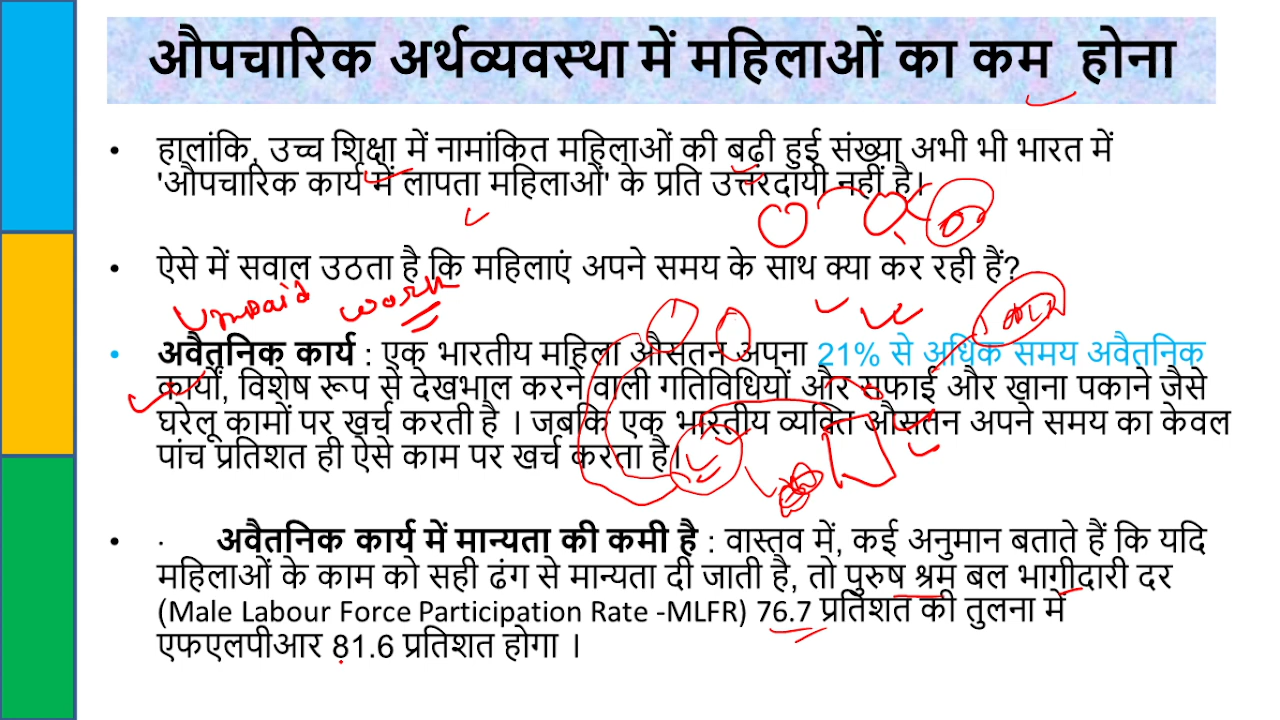 औपचारिक अर्थव्यवस्था में महिलाओं का कम होना
• हालांकि, उच्च शिक्षा में नामांकित महिलाओं की बढ़ी हुई संख्या अभी भी भारत में
'औपचारिक कार्य में लापता महिलाओं' के प्रति उत्तरदायी नहीं है।
• ऐसे में सवाल उठता है कि महिलाएं अपने समय के साथ क्या कर रही हैं?
unpaid work
• अवैतनिक कार्य : एक भारतीय महिला औसतन अपना 21% से अधिक समय अवैतनिक
कार्यों, विशेष रूप से देखभाल करने वाली गतिविधियों और सफाई और खाना पकाने जैसे
घरेलू कामों पर खर्च करती है । जबकि एक भारतीय व्यक्ति औसतन अपने समय का केवल
पांच प्रतिशत ही ऐसे काम पर खर्च करता है।
• · अवैतनिक कार्य में मान्यता की कमी है : वास्तव में, कई अनुमान बताते हैं कि यदि
महिलाओं के काम को सही ढंग से मान्यता दी जाती है, तो पुरुष श्रम बल भागीदारी दर
(Male Labour Force Participation Rate -MLFR) 76.7 प्रतिशत की तुलना में
एफएलपीआर 81.6 प्रतिशत होगा ।